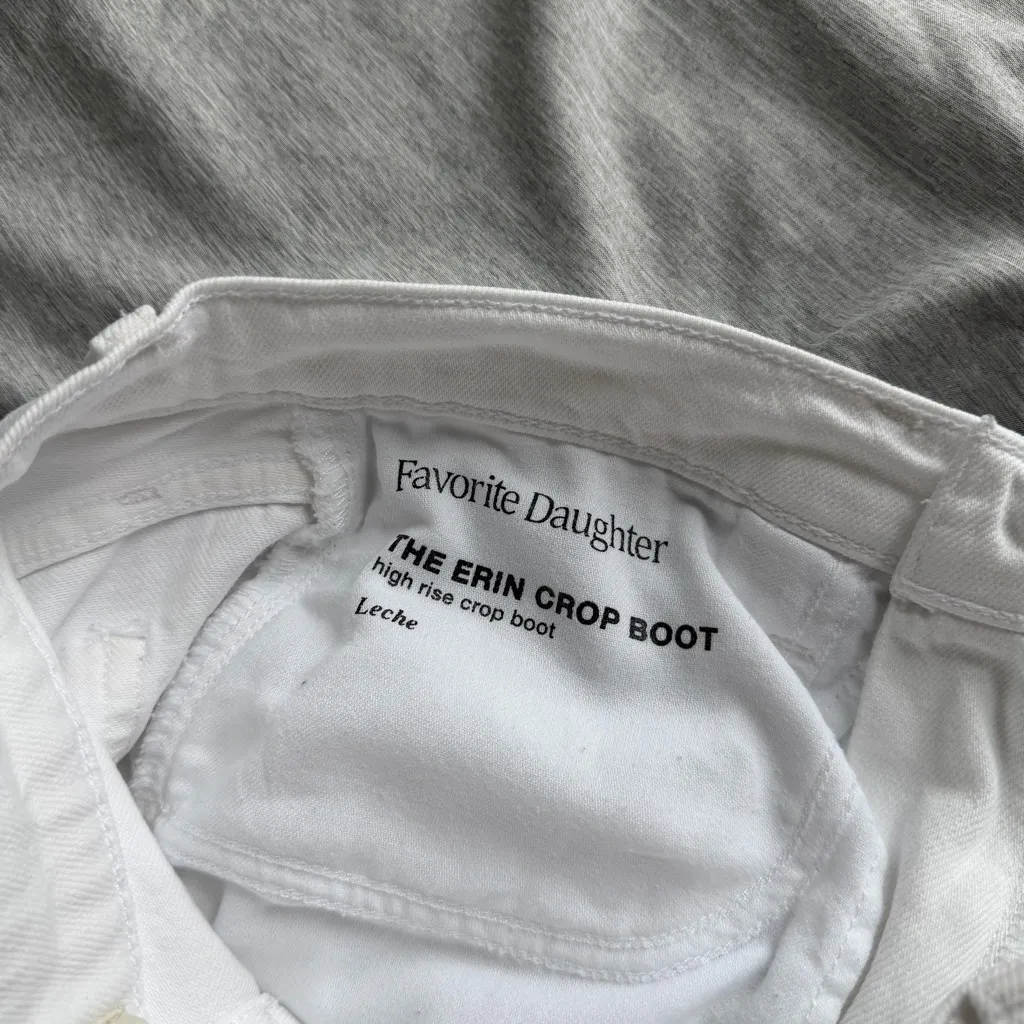 Favorite Daughter
THE ERIN CROP BOOT
high rise crop boot
Leche